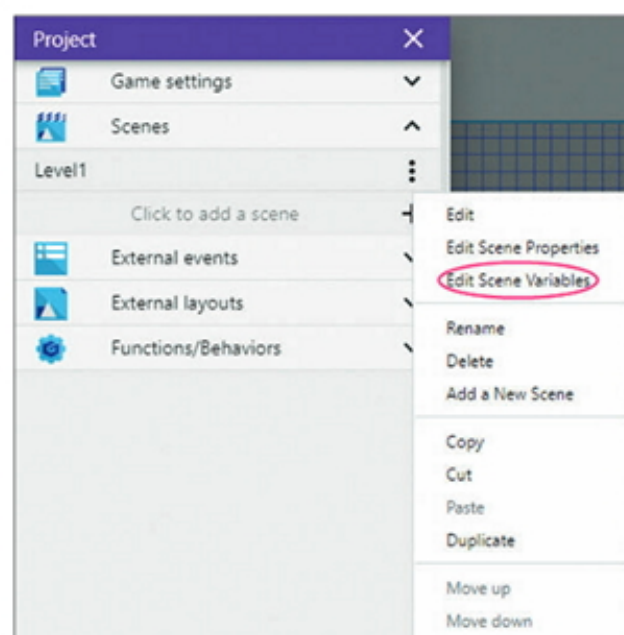 Project
Game settings
Scenes
Level1
Click to add a scene
External events
External layouts
Functions/Behaviors
Edit
Edit Scene Properties
Edit Scene Variables
Rename
Delete
Add a New Scene
Copy
Cut
Paste
Duplicate
Move up
Move down